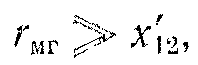 r_мг ⩾ x′_12,